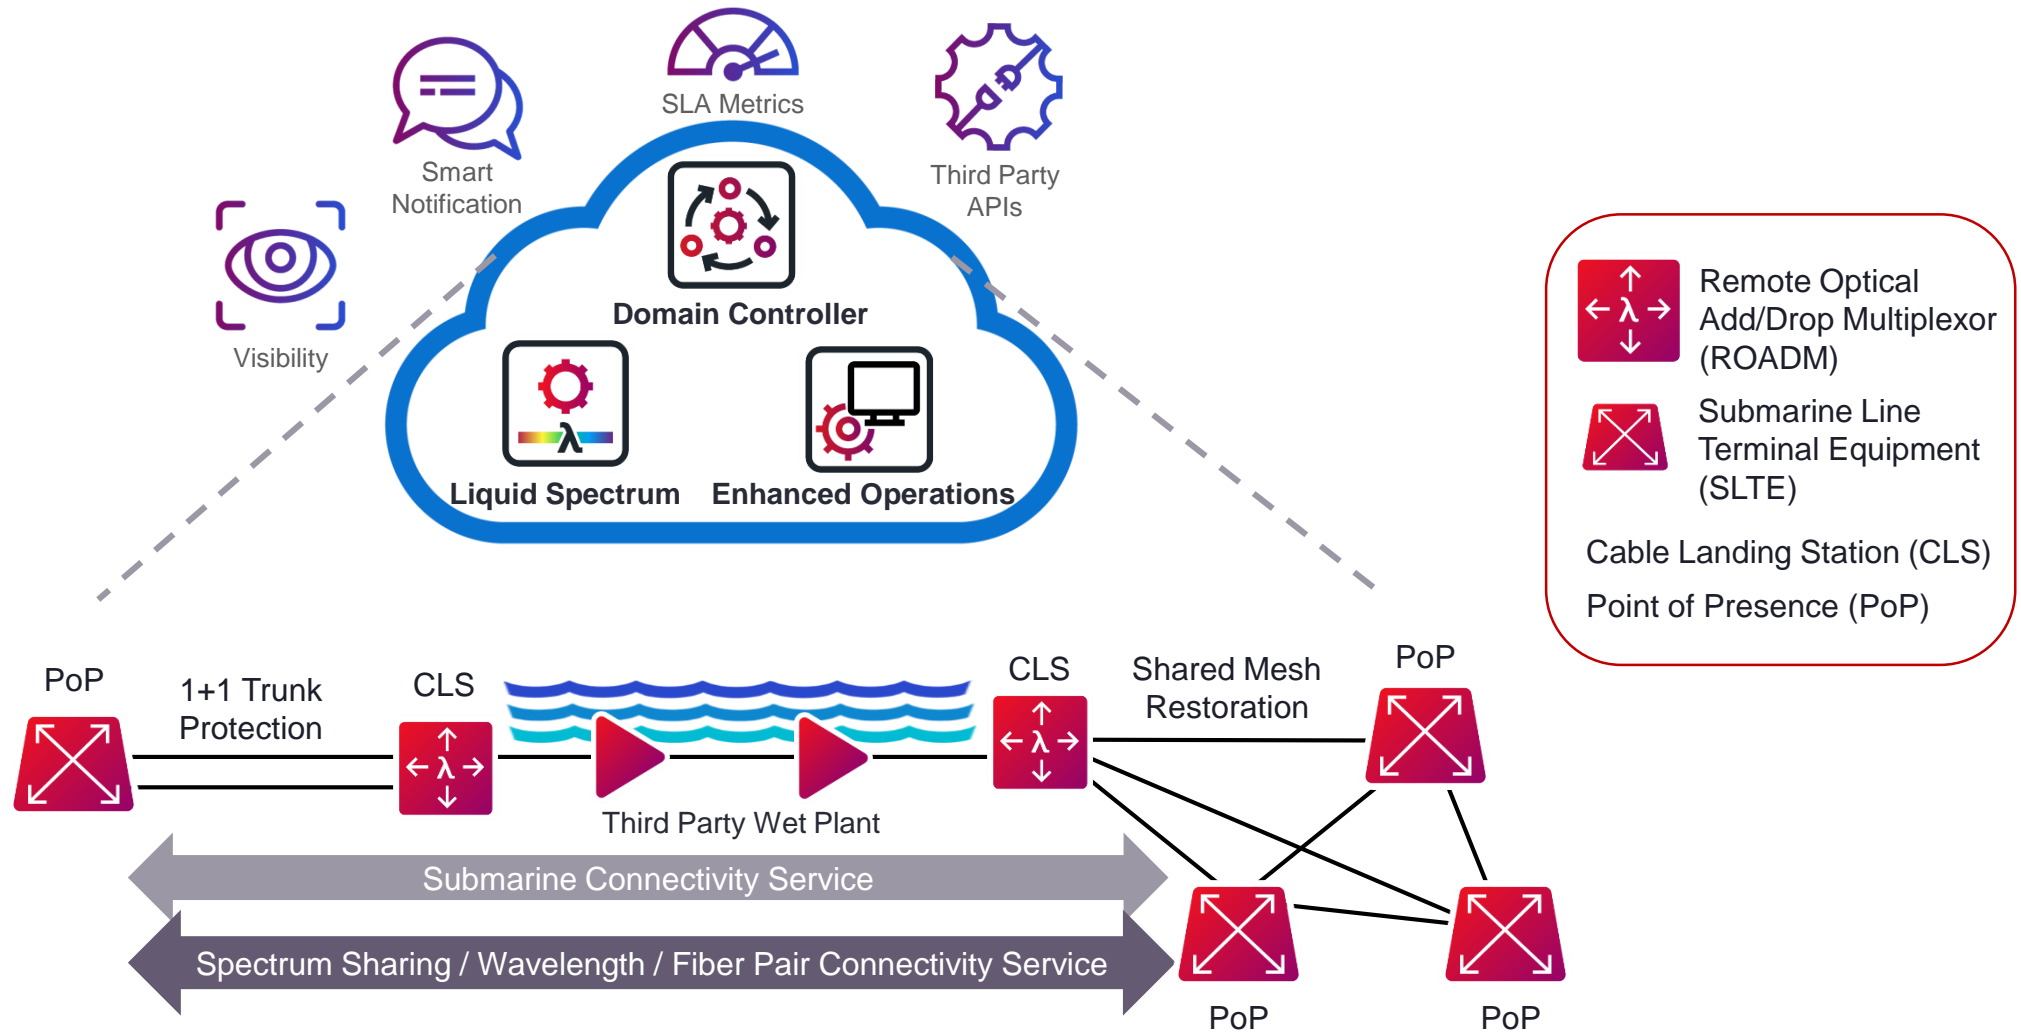 SLA Metrics
Smart
Notification
Third Party
APIs
Visibility
Domain Controller
λ
Liquid Spectrum
Enhanced Operations
λ
Remote Optical
Add/Drop Multiplexor
(ROADM)
Submarine Line
Terminal Equipment
(SLTE)
Cable Landing Station (CLS)
Point of Presence (PoP)
PoP
1+1 Trunk
Protection
CLS
λ
CLS
λ
Shared Mesh
Restoration
PoP
Third Party Wet Plant
Submarine Connectivity Service
Spectrum Sharing / Wavelength / Fiber Pair Connectivity Service
PoP
PoP